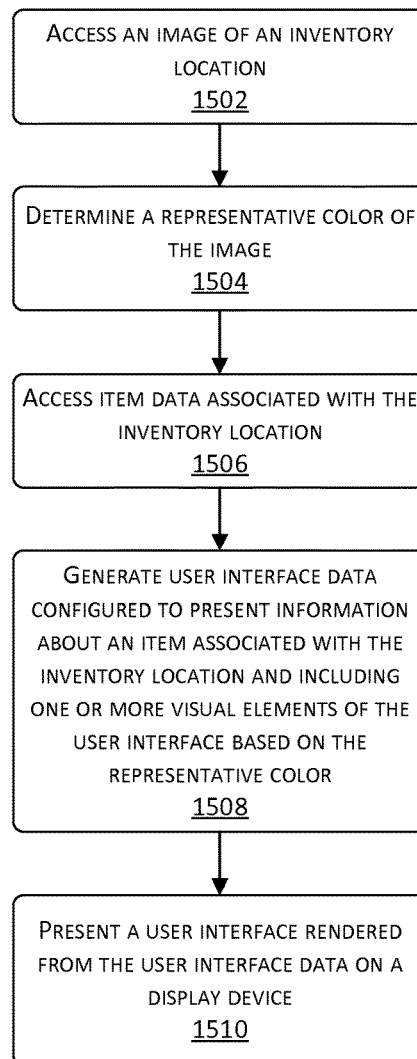 ACCESS AN IMAGE OF AN INVENTORY
LOCATION
1502
DETERMINE A REPRESENTATIVE COLOR OF
THE IMAGE
1504
ACCESS ITEM DATA ASSOCIATED WITH THE
INVENTORY LOCATION
1506
GENERATE USER INTERFACE DATA
CONFIGURED TO PRESENT INFORMATION
ABOUT AN ITEM ASSOCIATED WITH THE
INVENTORY LOCATION AND INCLUDING
ONE OR MORE VISUAL ELEMENTS OF THE
USER INTERFACE BASED ON THE
REPRESENTATIVE COLOR
1508
PRESENT A USER INTERFACE RENDERED
FROM THE USER INTERFACE DATA ON A
DISPLAY DEVICE
1510